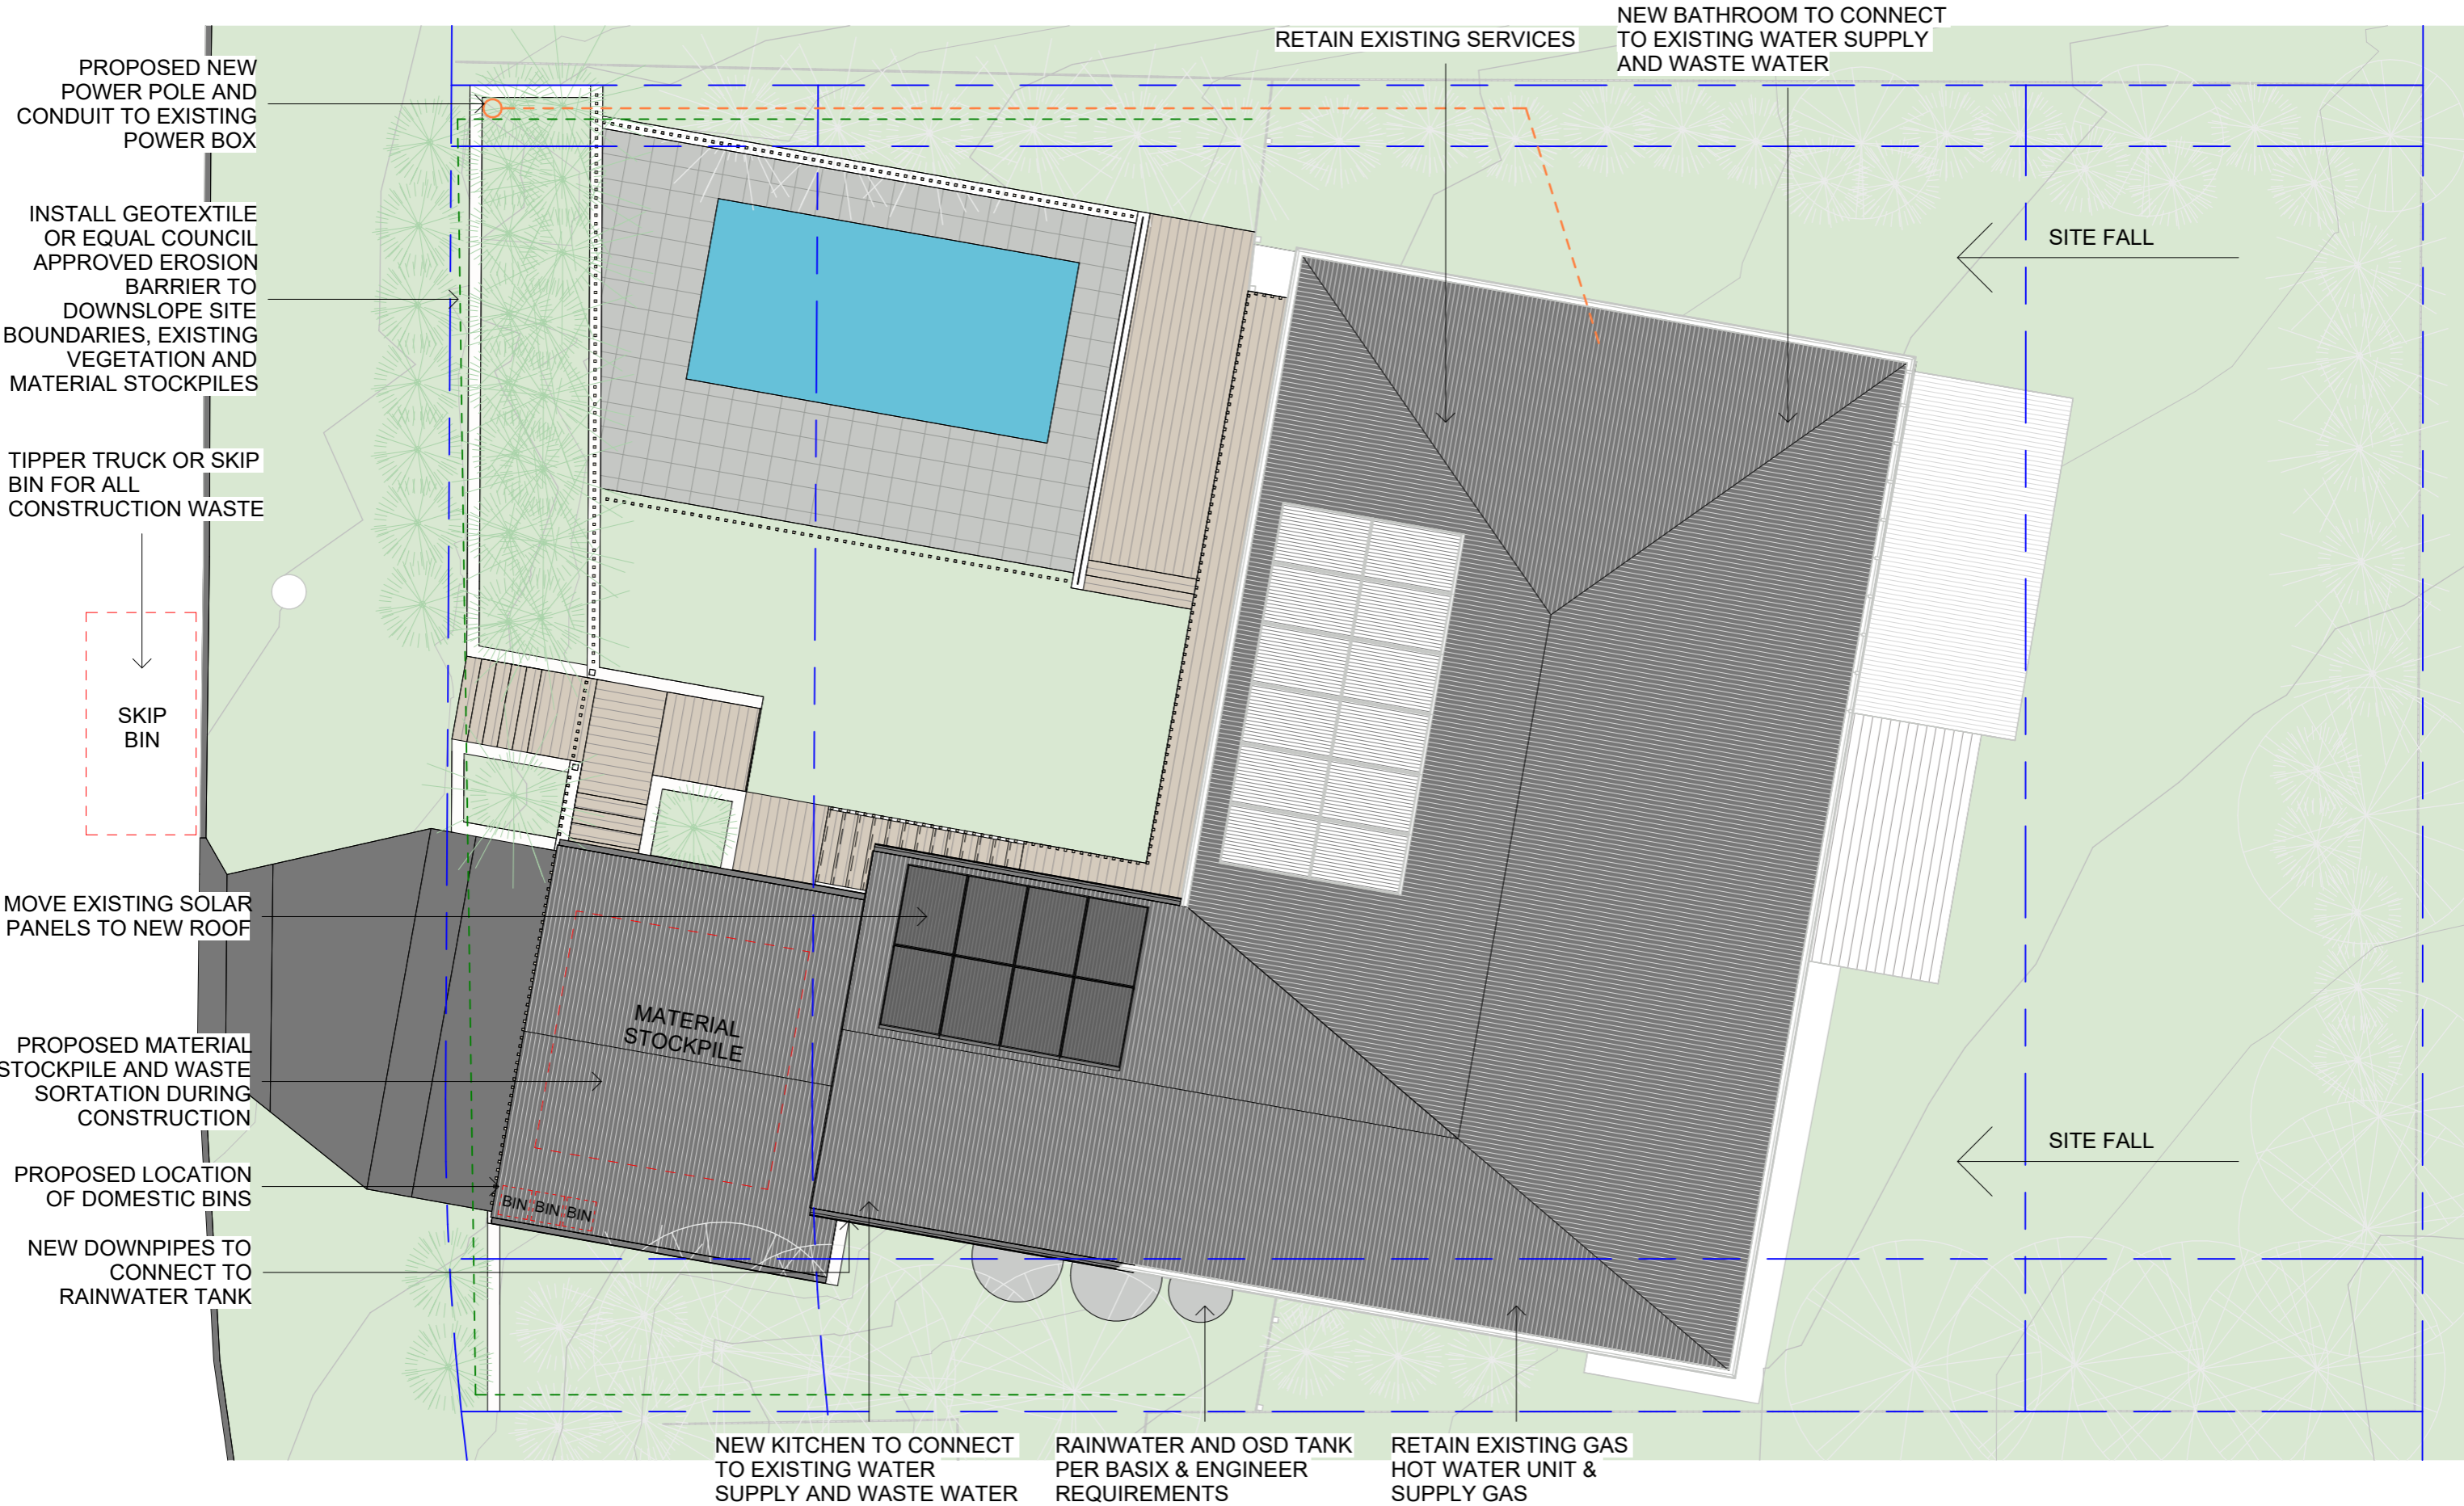 NEW BATHROOM TO CONNECT
TO EXISTING WATER SUPPLY
AND WASTE WATER
RETAIN EXISTING SERVICES
PROPOSED NEW
POWER POLE AND
CONDUIT TO EXISTING
POWER BOX
INSTALL GEOTEXTILE
OR EQUAL COUNCIL
APPROVED EROSION
BARRIER TO
DOWNSLOPE SITE
BOUNDARIES, EXISTING
VEGETATION AND
MATERIAL STOCKPILES
SITE FALL
TIPPER TRUCK OR SKIP
BIN FOR ALL
CONSTRUCTION WASTE
SKIP
BIN
MOVE EXISTING SOLAR
PANELS TO NEW ROOF
MATERIAL
STOCKPILE
PROPOSED MATERIAL
STOCKPILE AND WASTE
SORTATION DURING
CONSTRUCTION
SITE FALL
PROPOSED LOCATION
OF DOMESTIC BINS
BIN BIN BIN
NEW DOWNPIPES TO
CONNECT TO
RAINWATER TANK
NEW KITCHEN TO CONNECT
TO EXISTING WATER
SUPPLY AND WASTE WATER
RAINWATER AND OSD TANK
PER BASIX & ENGINEER
REQUIREMENTS
RETAIN EXISTING GAS
HOT WATER UNIT &
SUPPLY GAS